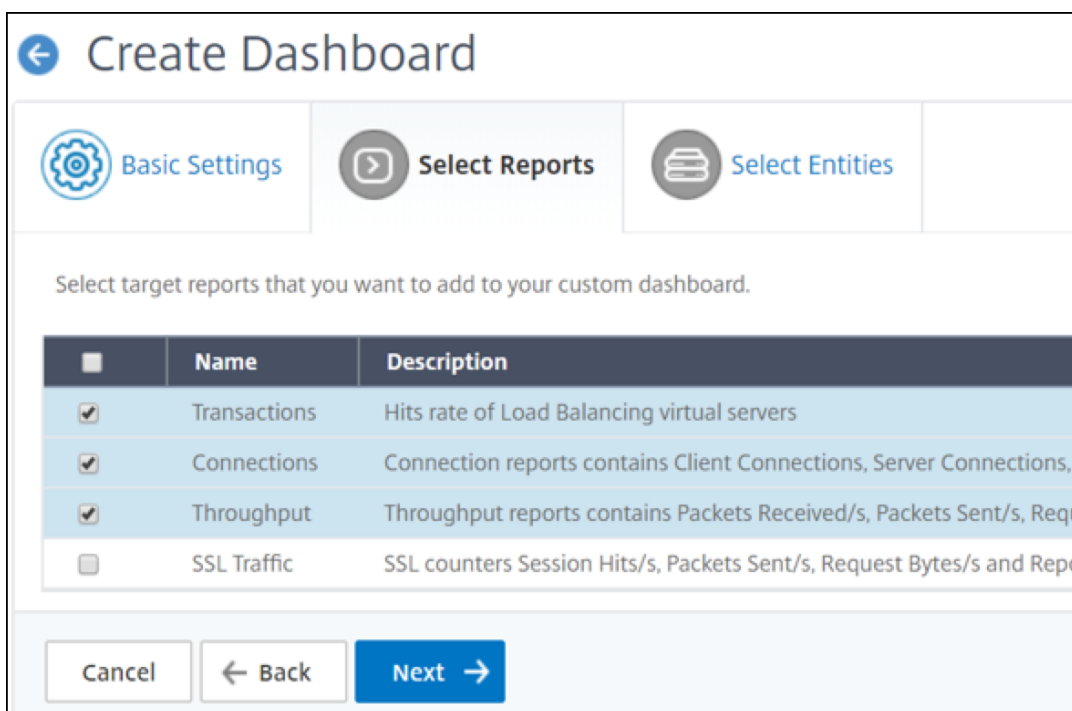 Create Dashboard
Basic Settings
Select Reports
Select Entities
Select target reports that you want to add to your custom dashboard.
Name Description
Transactions Hits rate of Load Balancing virtual servers
Connections Connection reports contains Client Connections, Server Connections,
Throughput Throughput reports contains Packets Received/s, Packets Sent/s,
SSL Traffic SSL counters Session Hits/s, Packets Sent/s, Request Bytes/s and
Cancel Back Next